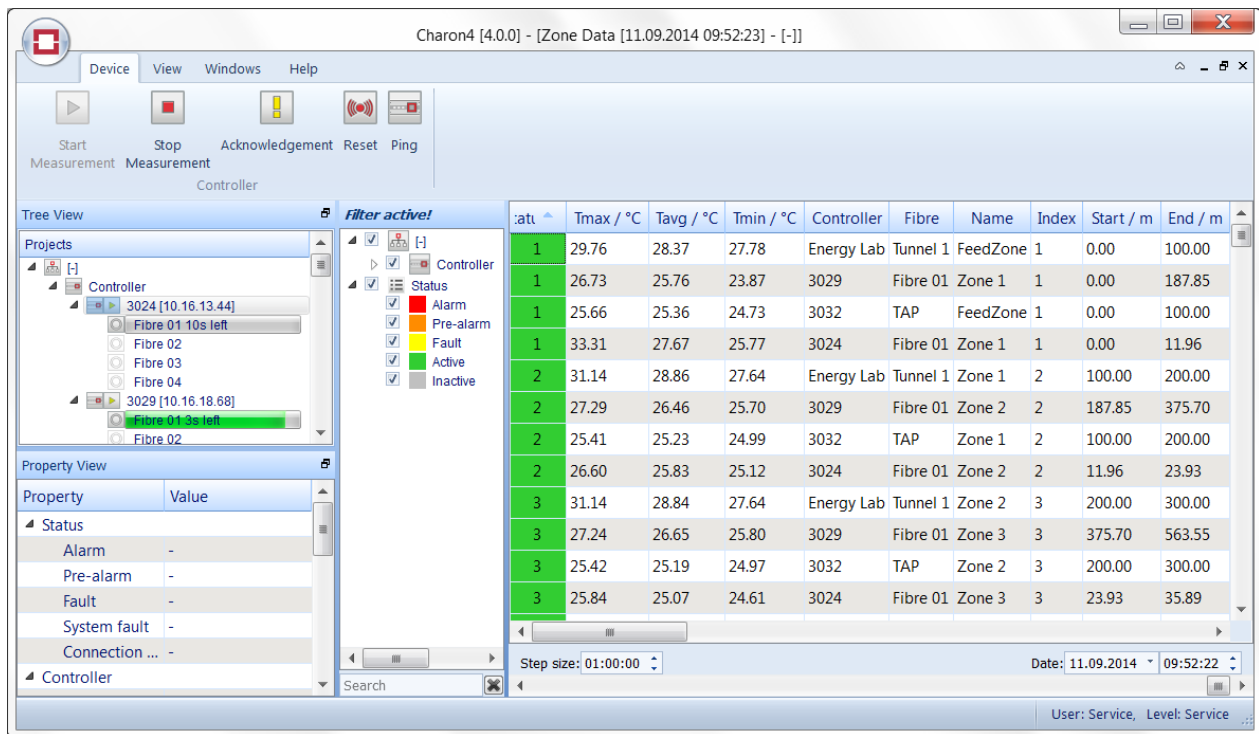 Charon4 [4.0.0] - [Zone Data [11.09.2014 09:52:23] - [-]]
Device View Windows Help
Start Measurement
Stop Measurement
Acknowledgement
Reset
Ping
Controller
Tree View
Projects
[-]
Controller
3024 [10.16.13.44]
Fibre 01 10s left
Fibre 02
Fibre 03
Fibre 04
3029 [10.16.18.68]
Fibre 01 3s left
Fibre 02
Property View
Property Value
Status
Alarm -
Pre-alarm -
Fault -
System fault -
Connection ... -
Controller
Filter active!
[-]
Controller
Status
Alarm
Pre-alarm
Fault
Active
Inactive
Search
Tmax / °C Tavg / °C Tmin / °C Controller Fibre Name Index Start / m End / m
1 29.76 28.37 27.78 Energy Lab Tunnel 1 FeedZone 1 0.00 100.00
1 26.73 25.76 23.87 3029 Fibre 01 Zone 1 1 0.00 187.85
1 25.66 25.36 24.73 3032 TAP FeedZone 1 0.00 100.00
1 33.31 27.67 25.77 3024 Fibre 01 Zone 1 1 0.00 11.96
2 31.14 28.86 27.64 Energy Lab Tunnel 1 Zone 1 2 100.00 200.00
2 27.29 26.46 25.70 3029 Fibre 01 Zone 2 2 187.85 375.70
2 25.41 25.23 24.99 3032 TAP Zone 1 2 100.00 200.00
2 26.60 25.83 25.12 3024 Fibre 01 Zone 2 2 11.96 23.93
3 31.14 28.84 27.64 Energy Lab Tunnel 1 Zone 2 3 200.00 300.00
3 27.24 26.65 25.80 3029 Fibre 01 Zone 3 3 375.70 563.55
3 25.42 25.19 24.97 3032 TAP Zone 2 3 200.00 300.00
3 25.84 25.07 24.61 3024 Fibre 01 Zone 3 3 23.93 35.89
Step size: 01:00:00 Date: 11.09.2014 09:52:22
User: Service, Level: Service